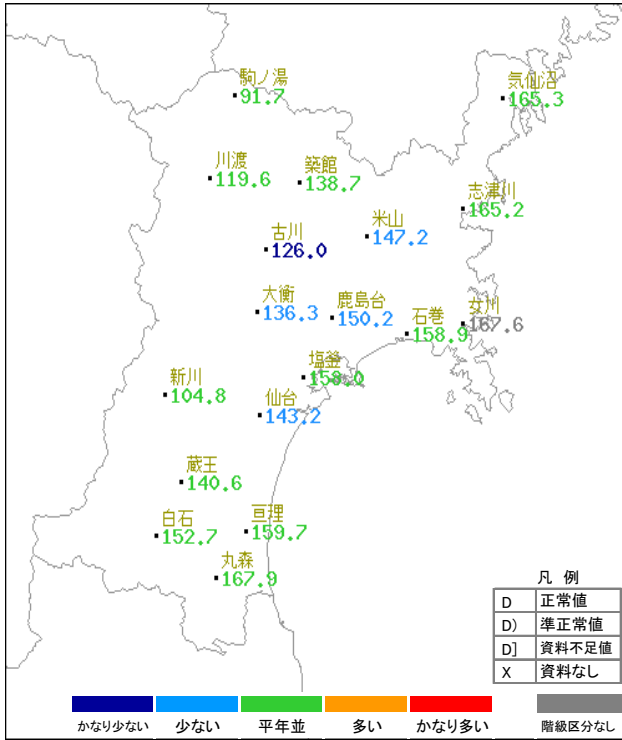 駒ノ湯
91.7
気仙沼
165.3
川渡
119.6
築館
138.7
志津川
165.2
米山
147.2
古川
126.0
大衡
136.3
鹿島台
150.2
石巻
158.9
女川
167.6
塩釜
158.0
新川
104.8
仙台
143.2
蔵王
140.6
白石
152.7
亘理
159.7
丸森
167.9
凡 例
D 正常値
D) 準正常値
D] 資料不足値
X 資料なし
かなり少ない 少ない 平年並 多い かなり多い 階級区分なし